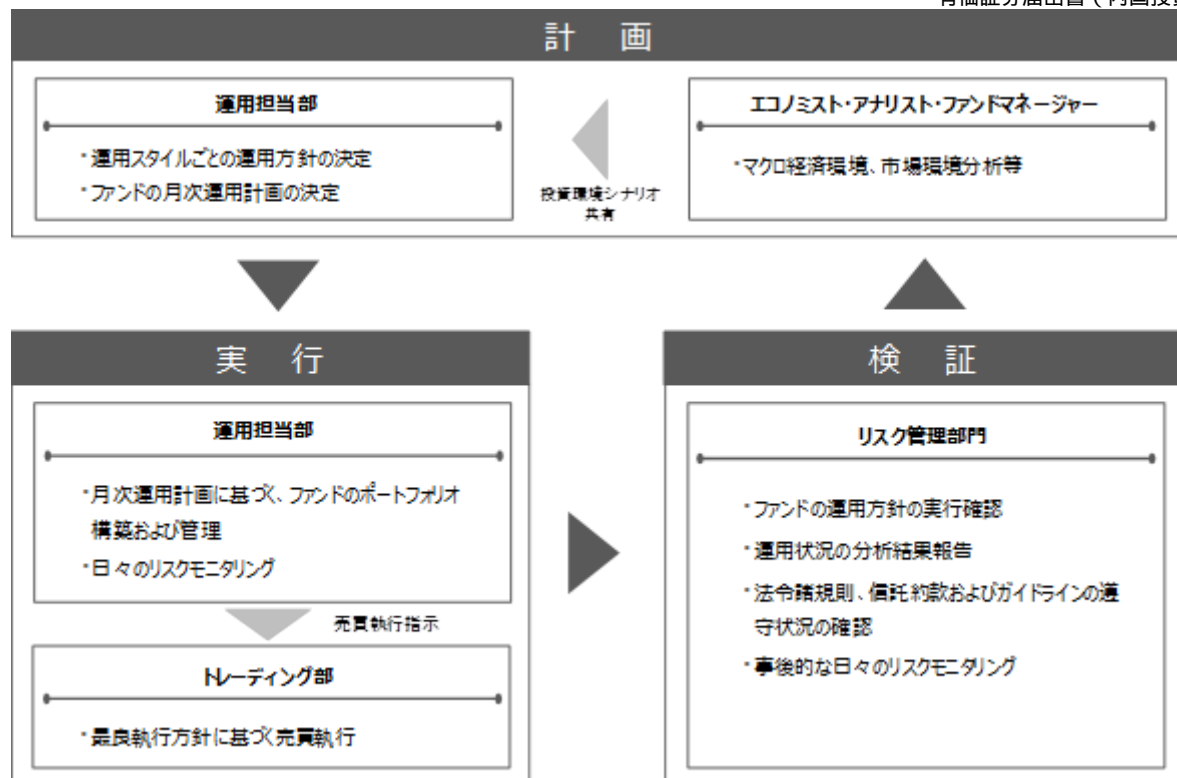 有価証券届出書(内国投資
計 画
運用担当部
・運用スタイルごとの運用方針の決定
・ファンドの月次運用計画の決定
投資環境シナリオ
共有
エコノミスト・アナリスト・ファンドマネージャー
・マクロ経済環境、市場環境分析等
実 行
運用担当部
・月次運用計画に基づく、ファンドのポートフォリオ
構築および管理
・日々のリスクモニタリング
売買執行指示
トレーディング部
・最良執行方針に基づく売買執行
検 証
リスク管理部門
・ファンドの運用方針の実行確認
・運用状況の分析結果報告
・法令諸規則、信託約款およびガイドラインの遵
守状況の確認
・事後的な日々のリスクモニタリング